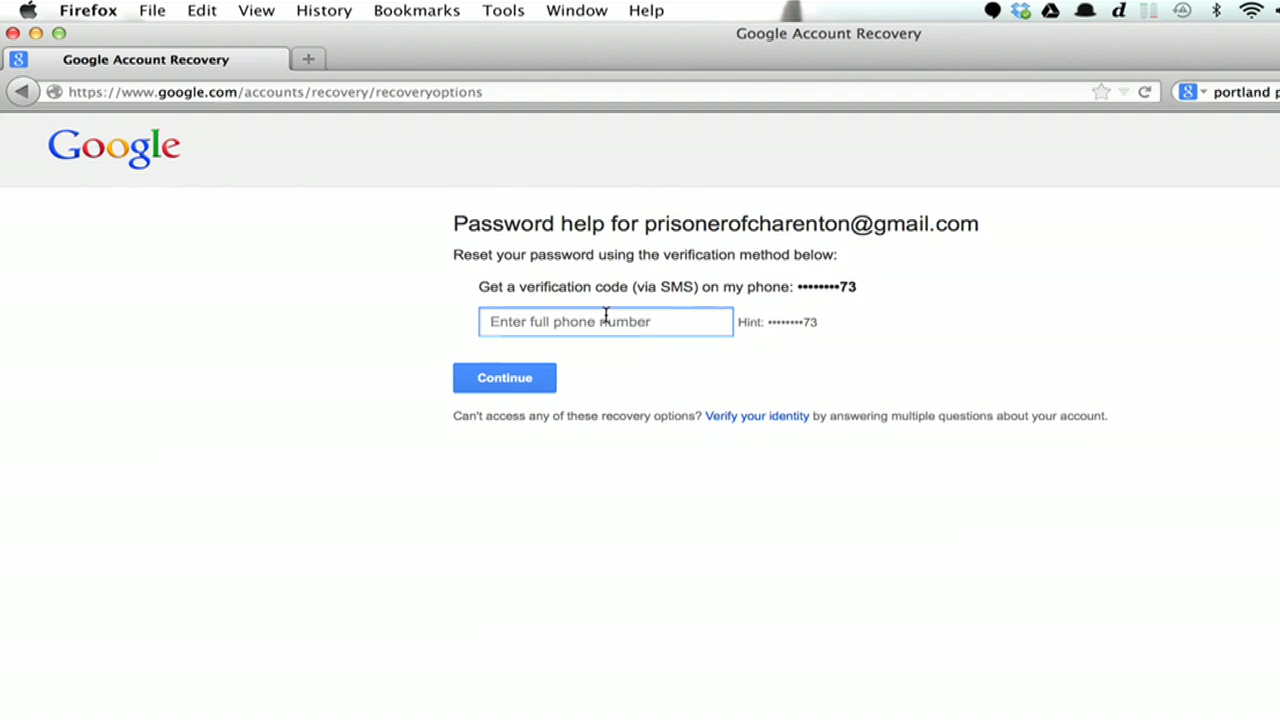 Firefox File Edit View History Bookmarks Tools Window Help
Google Account Recovery
Google Account Recovery
https://www.google.com/accounts/recovery/recoveryoptions
portland p
Google
Password help for prisonerofcharenton@gmail.com
Reset your password using the verification method below:
Get a verification code (via SMS) on my phone: ••••••••73
Enter full phone number Hint: ••••••••73
Continue
Can't access any of these recovery options? Verify your identity by answering multiple questions about your account.